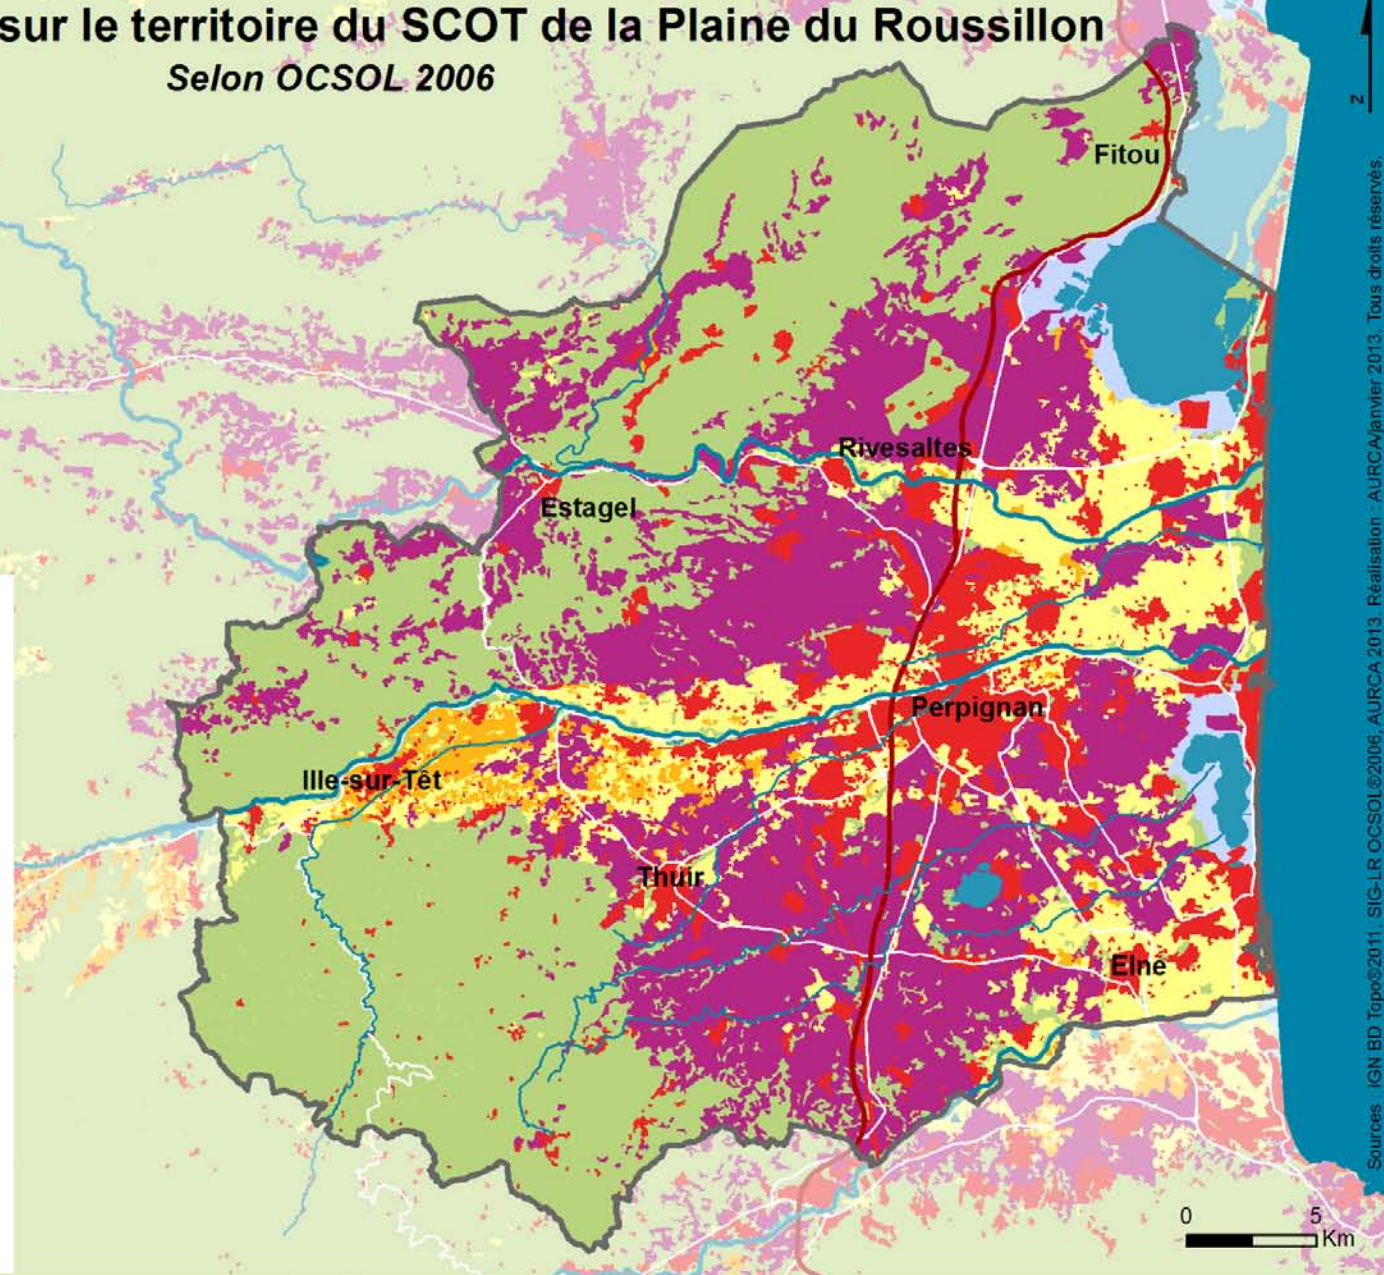 sur le territoire du SCOT de la Plaine du Roussillon
Selon OCSOL 2006
N
Fitou
Rivesaltes
Estagel
Perpignan
Ille-sur-Têt
Thuir
Elne
0 5
Km
Sources : IGN BD Topo®2011, SIG-LR OCSOL®2006, AURCA 2013. Réalisation : AURCA/janvier 2013. Tous droits réservés.